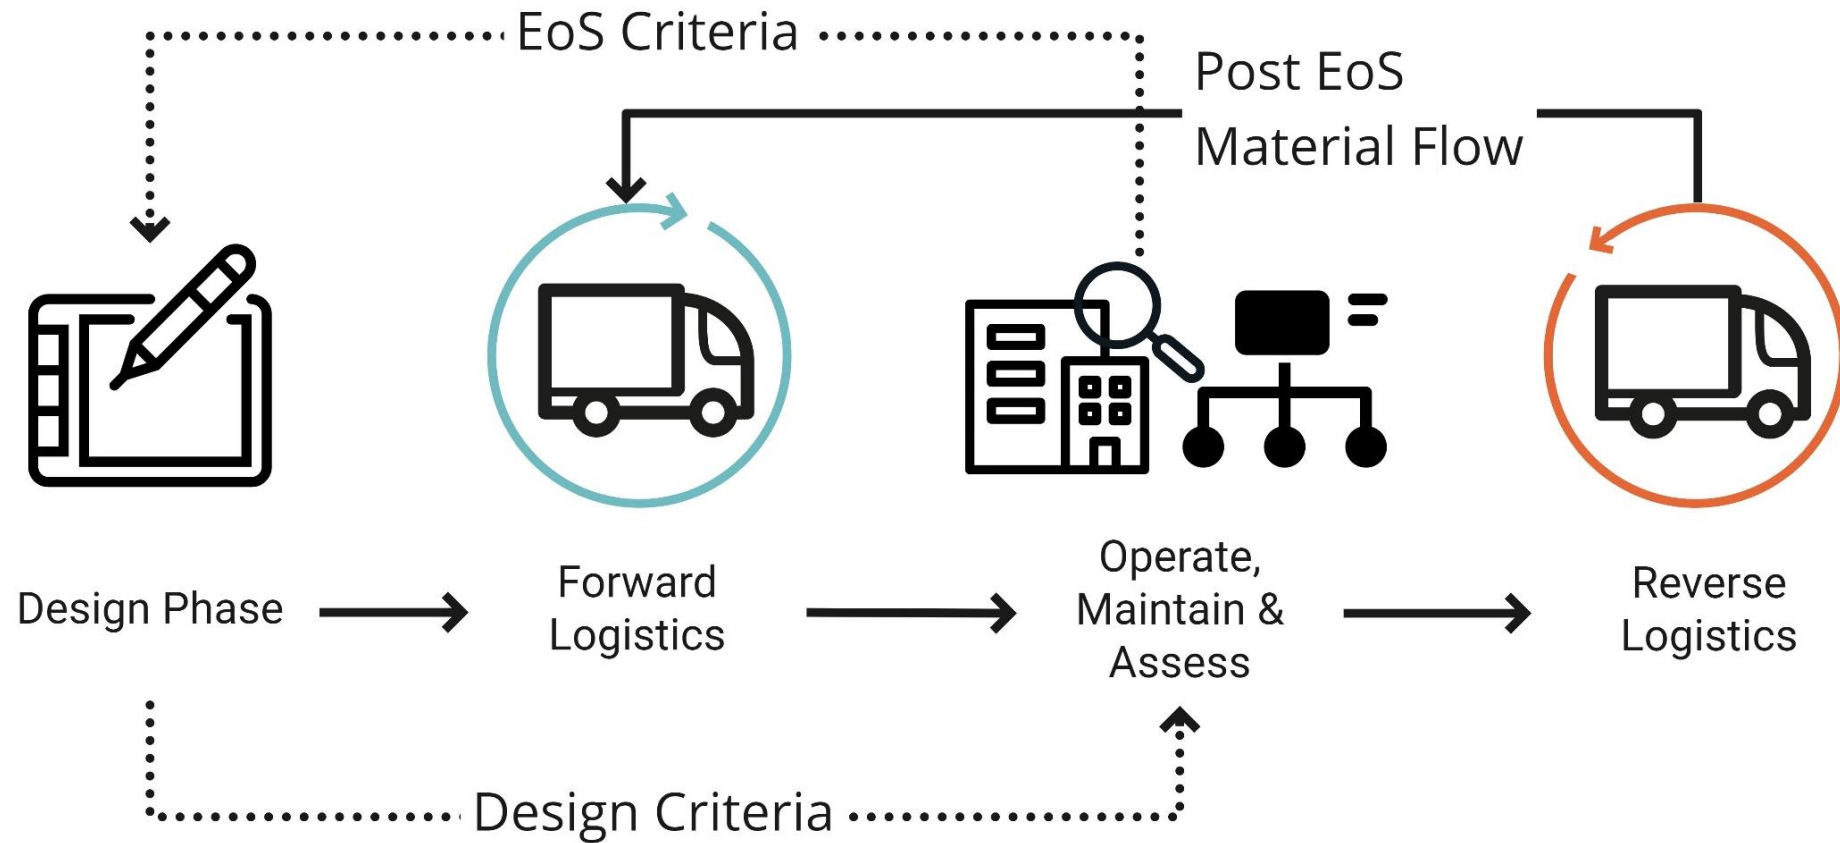 EoS Criteria
Post EoS
Material Flow
Design Phase
Forward
Logistics
Operate,
Maintain &
Assess
Reverse
Logistics
Design Criteria